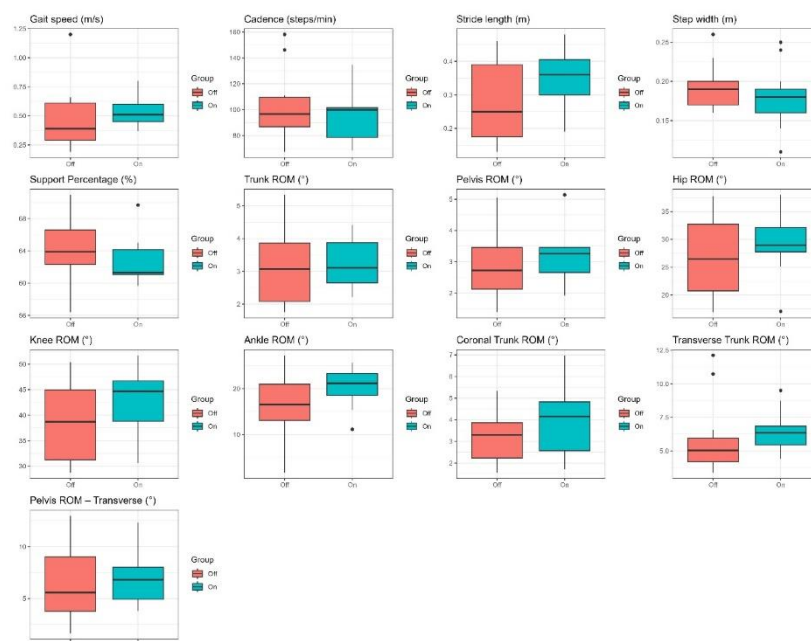 Gait speed (m/s)
1.25
1.00
0.75
0.50
0.25
Off
On
Group
Off
On
Cadence (steps/min)
160
140
120
100
80
Off
On
Group
Off
On
Stride length (m)
0.4
0.3
0.2
Off
On
Group
Off
On
Step width (m)
0.25
0.20
0.15
Off
On
Group
Off
On
Support Percentage (%)
68
64
60
56
Off
On
Group
Off
On
Trunk ROM (°)
5
4
3
2
Off
On
Group
Off
On
Pelvis ROM (°)
5
4
3
2
Off
On
Group
Off
On
Hip ROM (°)
35
30
25
20
Off
On
Group
Off
On
Knee ROM (°)
50
45
40
35
30
Off
On
Group
Off
On
Ankle ROM (°)
20
10
Off
On
Group
Off
On
Coronal Trunk ROM (°)
7
6
5
4
3
2
Off
On
Group
Off
On
Transverse Trunk ROM (°)
12.5
10.0
7.5
5.0
Off
On
Group
Off
On
Pelvis ROM – Transverse (°)
10
5
Group
Off
On